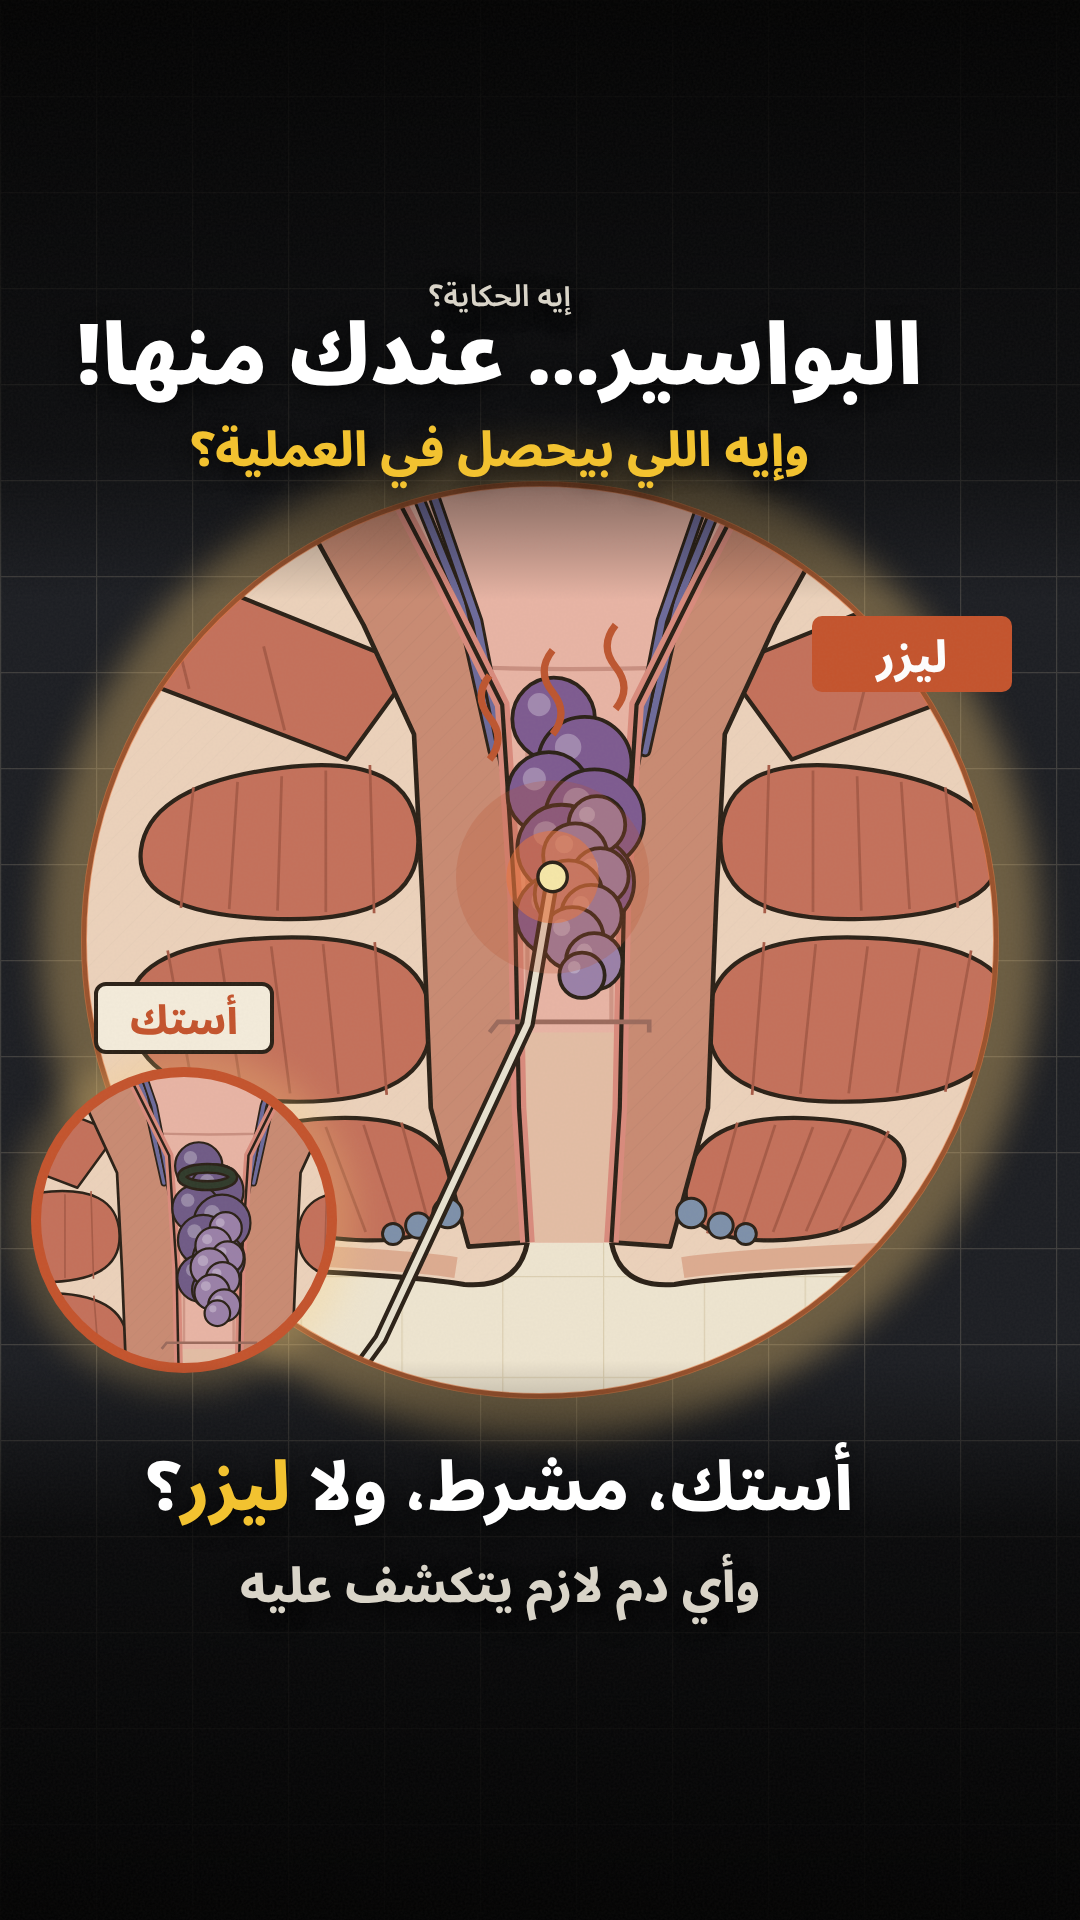 إيه الحكاية؟
البواسير... عندك منها!
وإيه اللي بيحصل في العملية؟
ليزر
أستك
أستك، مشرط، ولا ليزر؟
وأي دم لازم يتكشف عليه